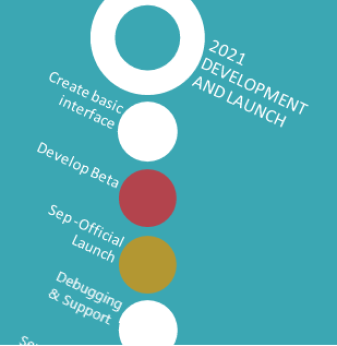 2021
DEVELOPMENT
AND LAUNCH
Create basic
interface
Develop Beta
Sep -Official
Launch
Debugging
& Support